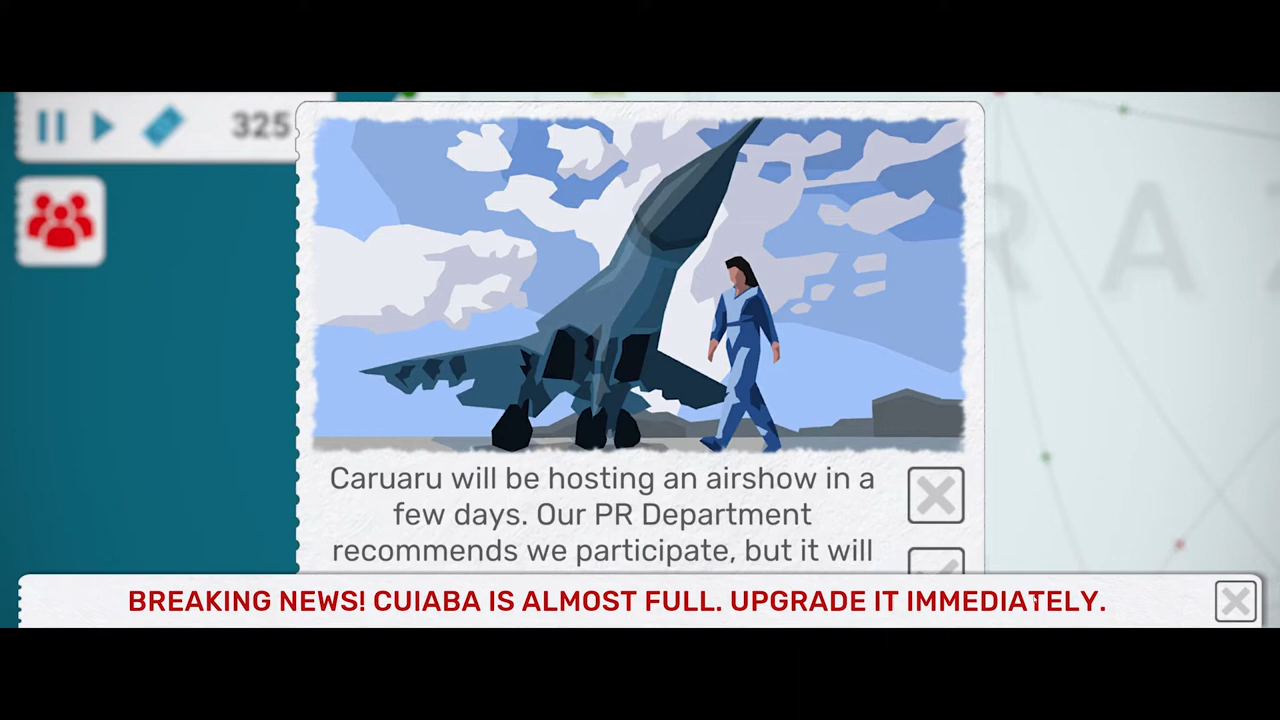 325
R A
Caruaru will be hosting an airshow in a
few days. Our PR Department
recommends we participate, but it will
BREAKING NEWS! CUIABA IS ALMOST FULL. UPGRADE IT IMMEDIATELY.